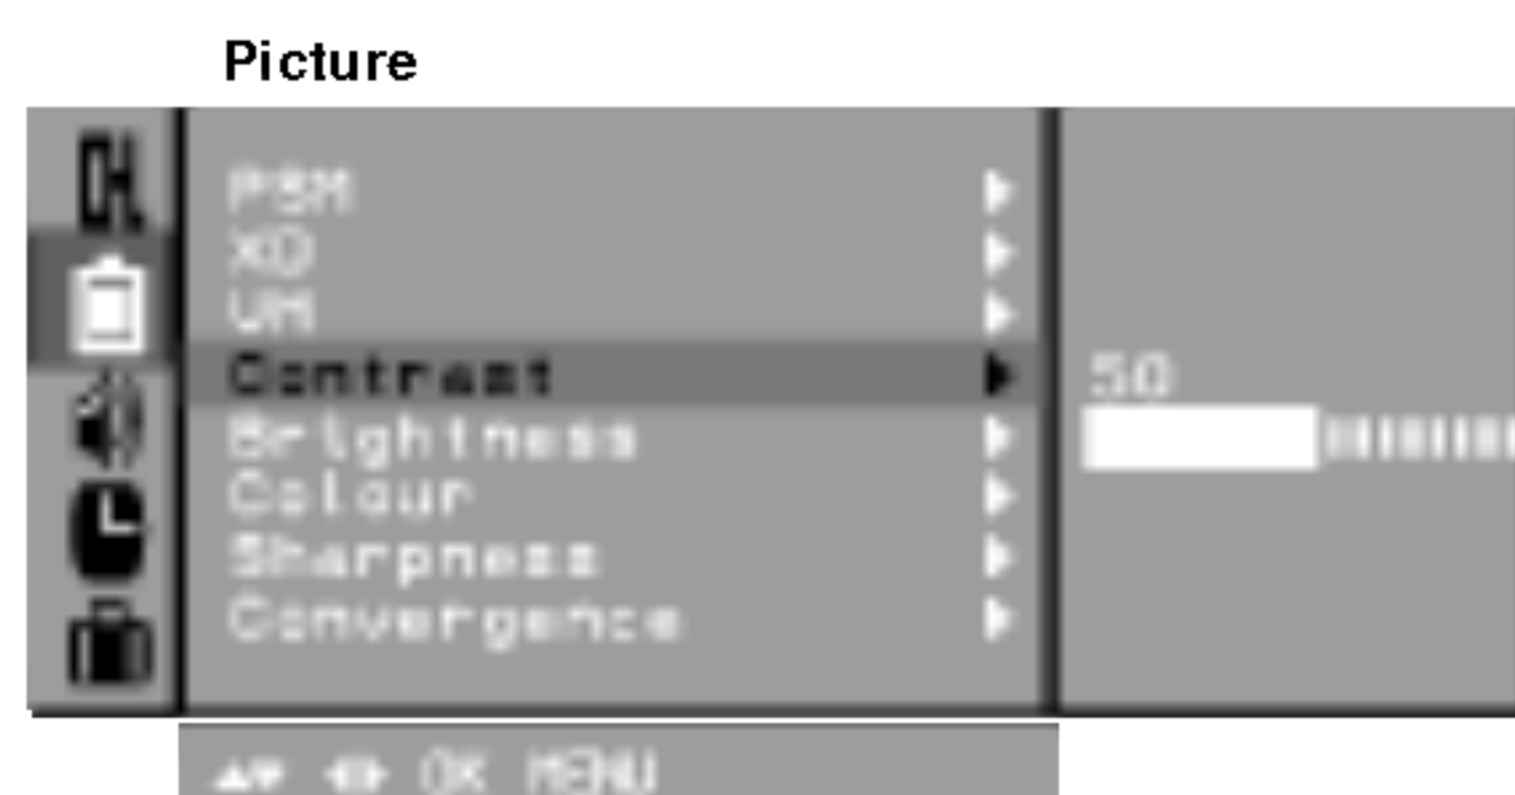 Picture
PSM
XD
VM
Contrast
50
Brightness
Colour
Sharpness
Convergence
OK MENU